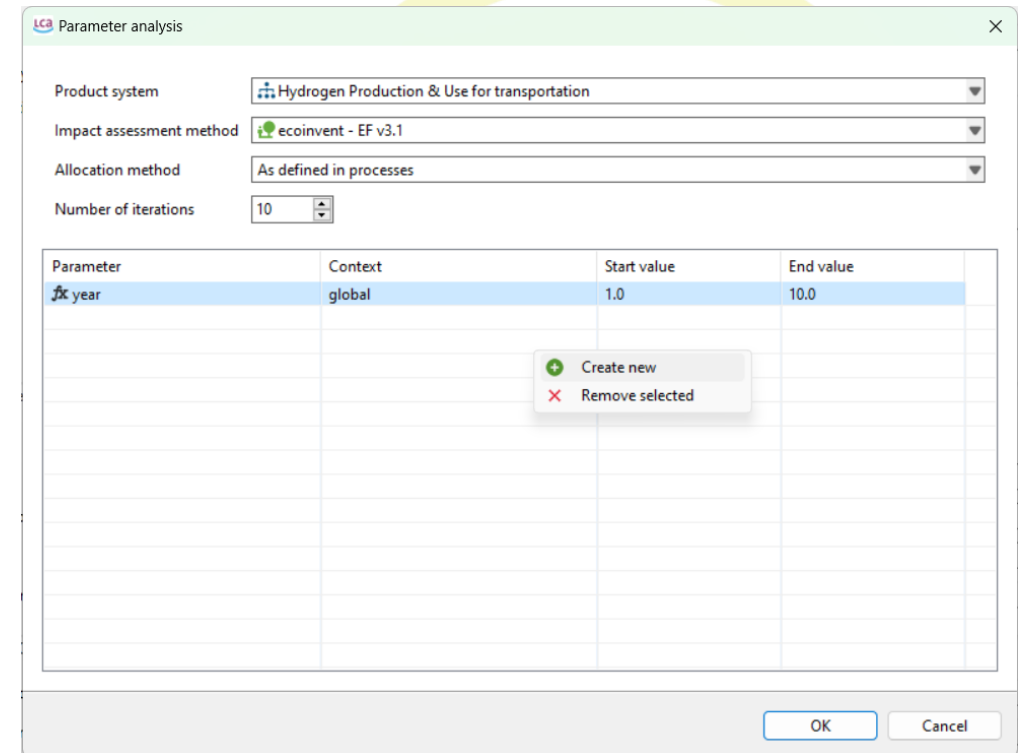 LCA Parameter analysis
Product system Hydrogen Production & Use for transportation
Impact assessment method ecoinvent - EF v3.1
Allocation method As defined in processes
Number of iterations 10
Parameter Context Start value End value
fx year global 1.0 10.0
Create new
Remove selected
OK Cancel